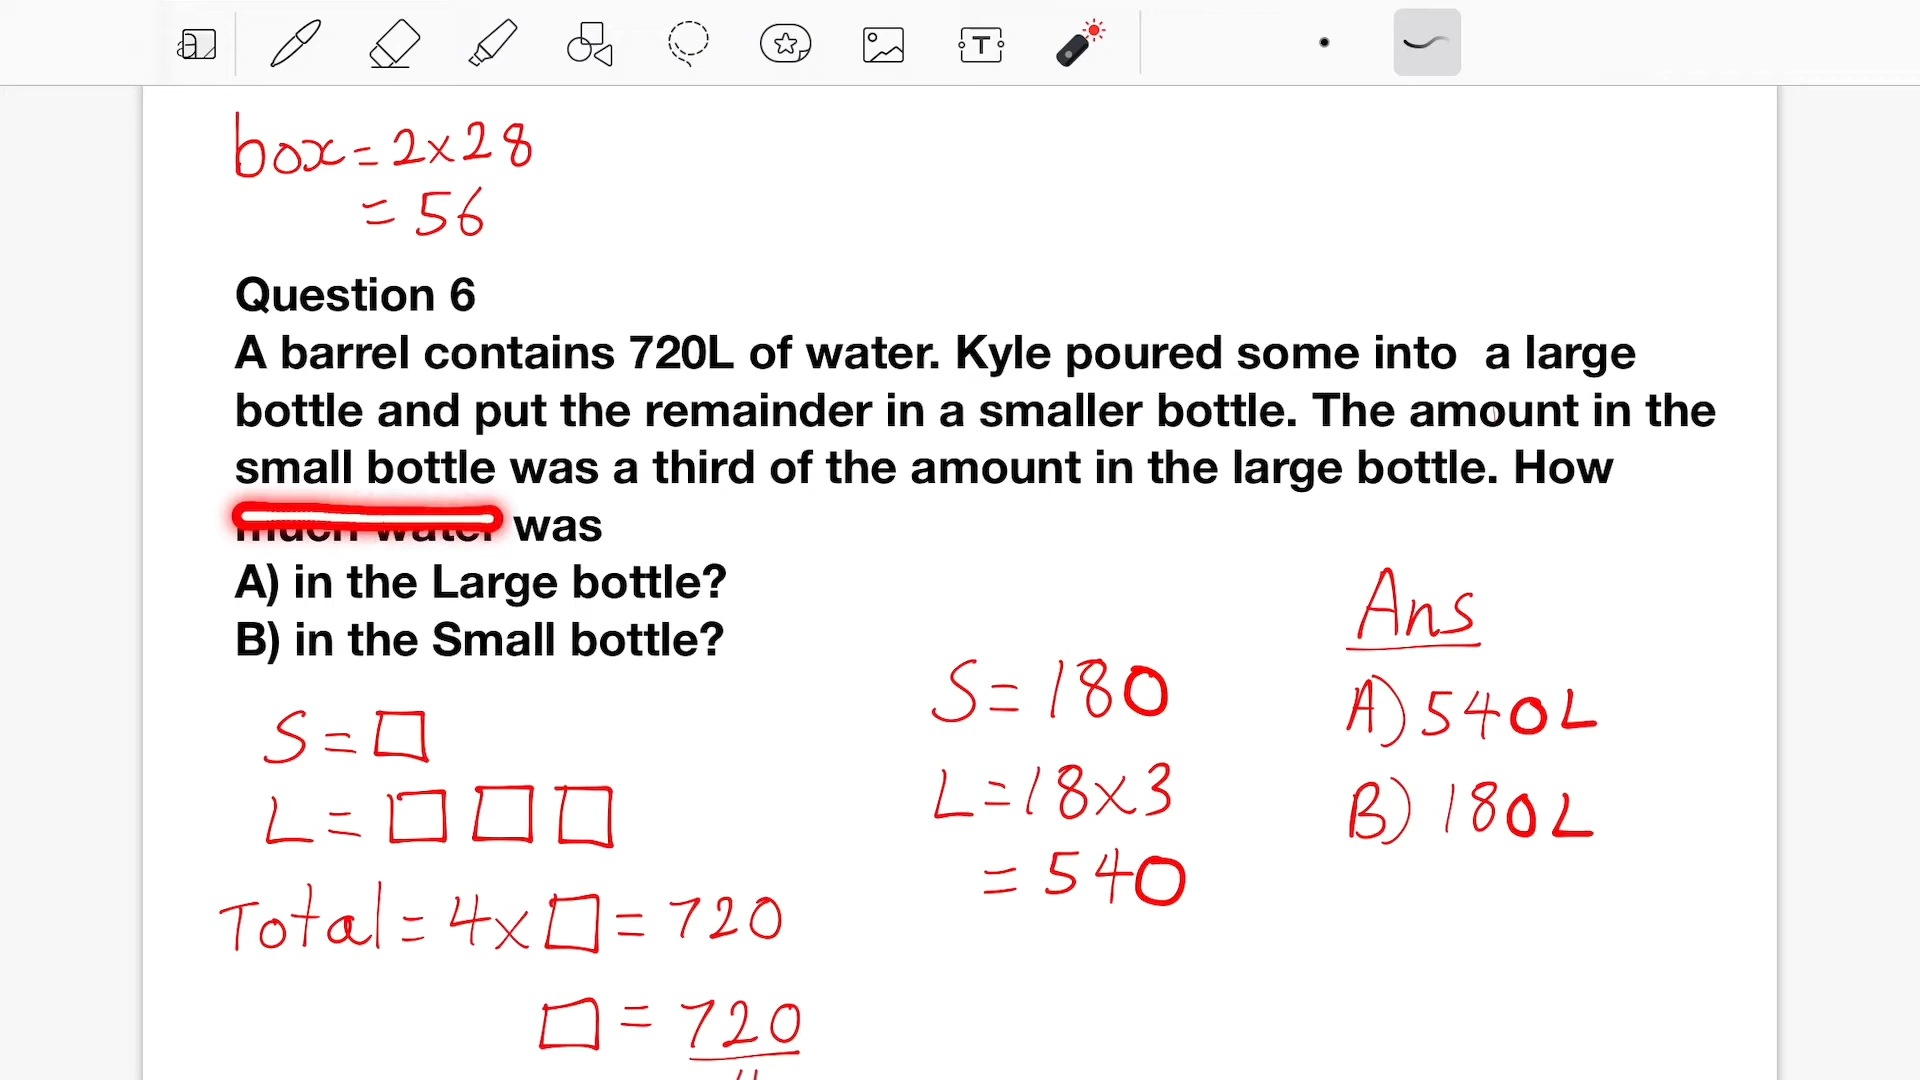 box = 2x28
= 56
Question 6
A barrel contains 720L of water. Kyle poured some into a large
bottle and put the remainder in a smaller bottle. The amount in the
small bottle was a third of the amount in the large bottle. How
much water was
A) in the Large bottle?
B) in the Small bottle?
S = □
L = □ □ □
Total = 4x□ = 720
□ = 720
4
S = 180
L = 18x3
= 540
Ans
A) 540L
B) 180L